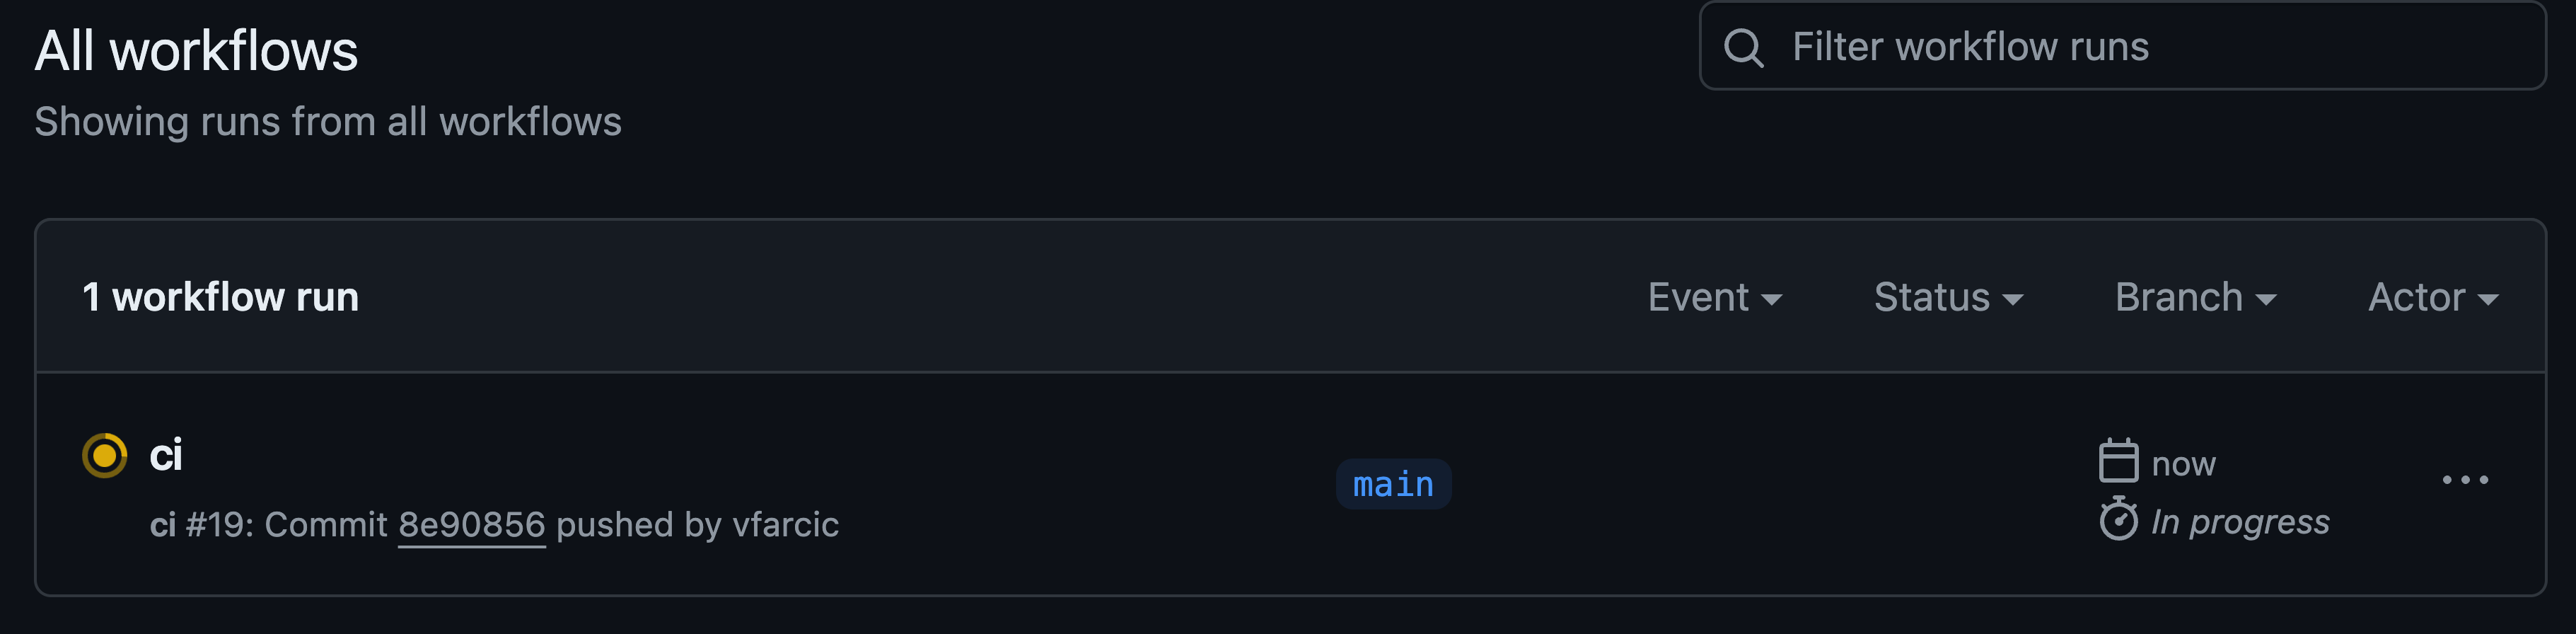 All workflows
Filter workflow runs
Showing runs from all workflows
1 workflow run
Event
Status
Branch
Actor
ci
main
now
ci #19: Commit 8e90856 pushed by vfarcic
In progress